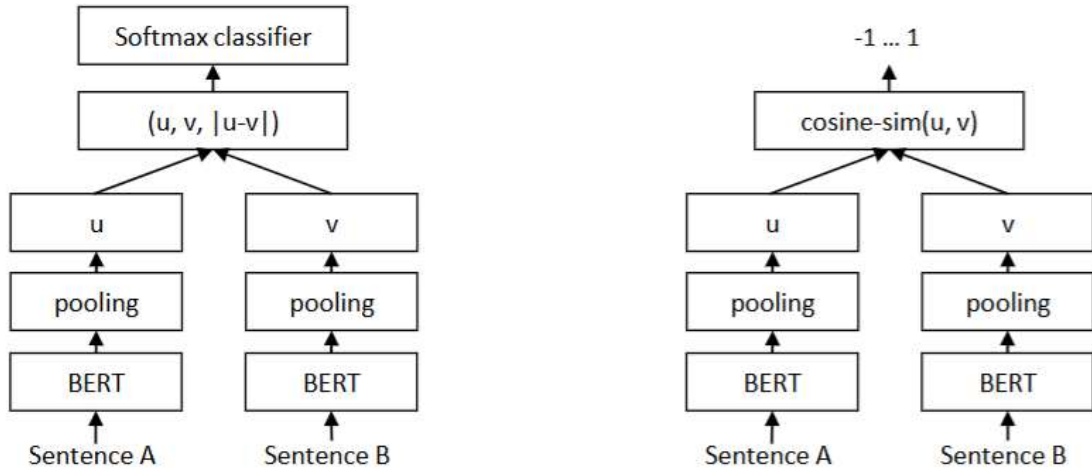 Softmax classifier
(u, v, |u-v|)
u v
pooling pooling
BERT BERT
Sentence A Sentence B
-1 … 1
cosine-sim(u, v)
u v
pooling pooling
BERT BERT
Sentence A Sentence B